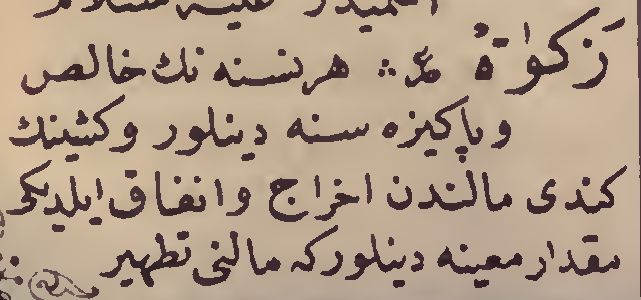 زَكوٰةُ ع هر نسنه نك خالص
وپاكيزه سنه دينلور وكشينك
كندى مالندن اخراج وانفاق ايلديكى
مقدار معينه دينلوركه مالنى تطهير